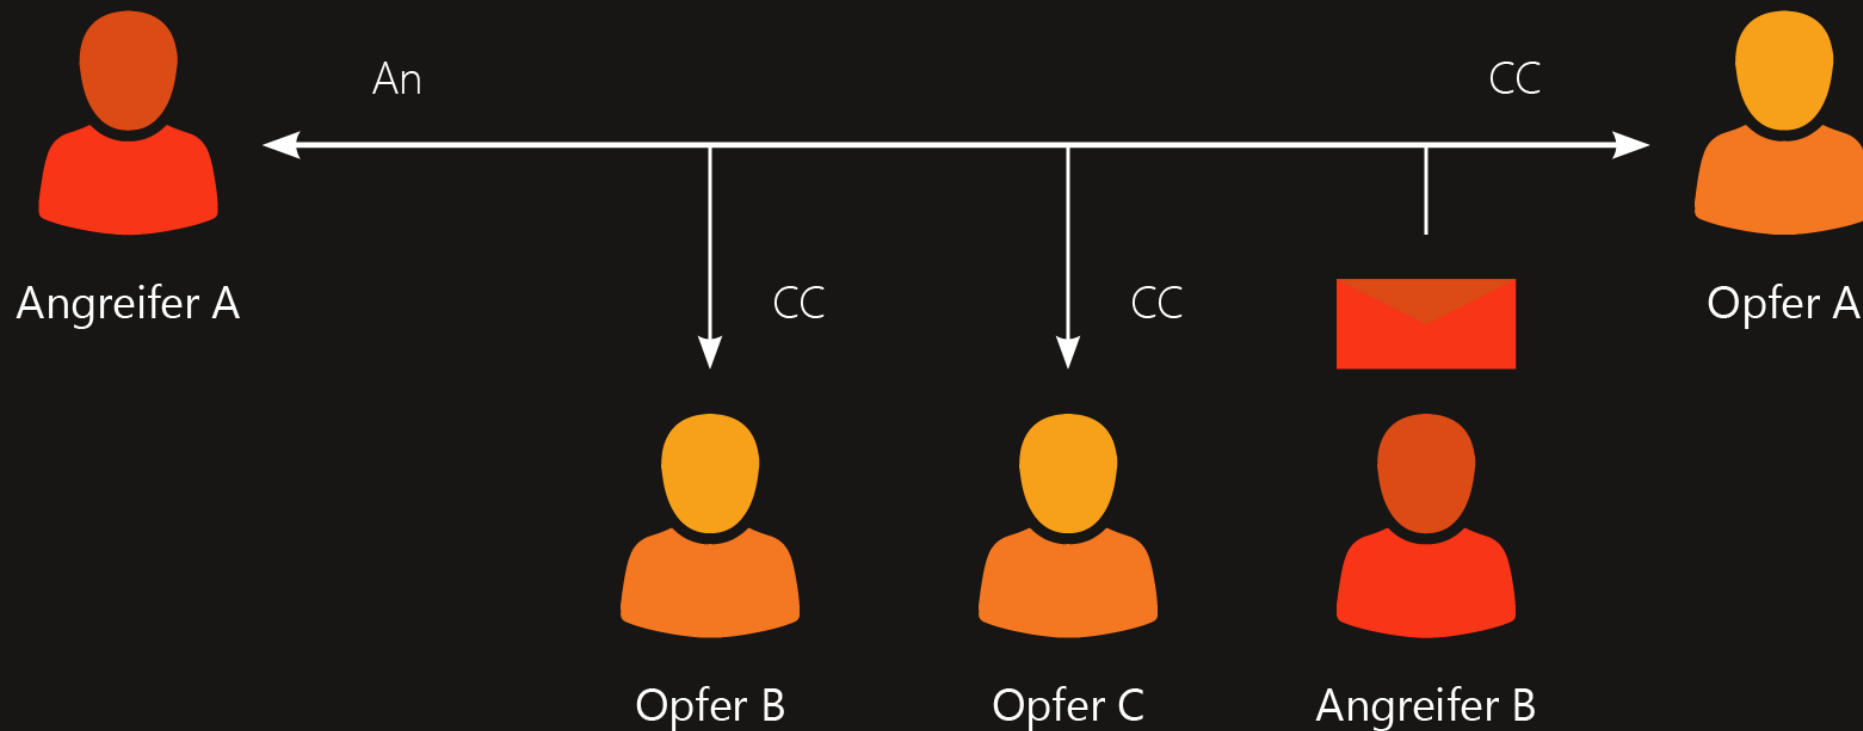 An
CC
Angreifer A
CC
CC
Opfer A
Opfer B
Opfer C
Angreifer B